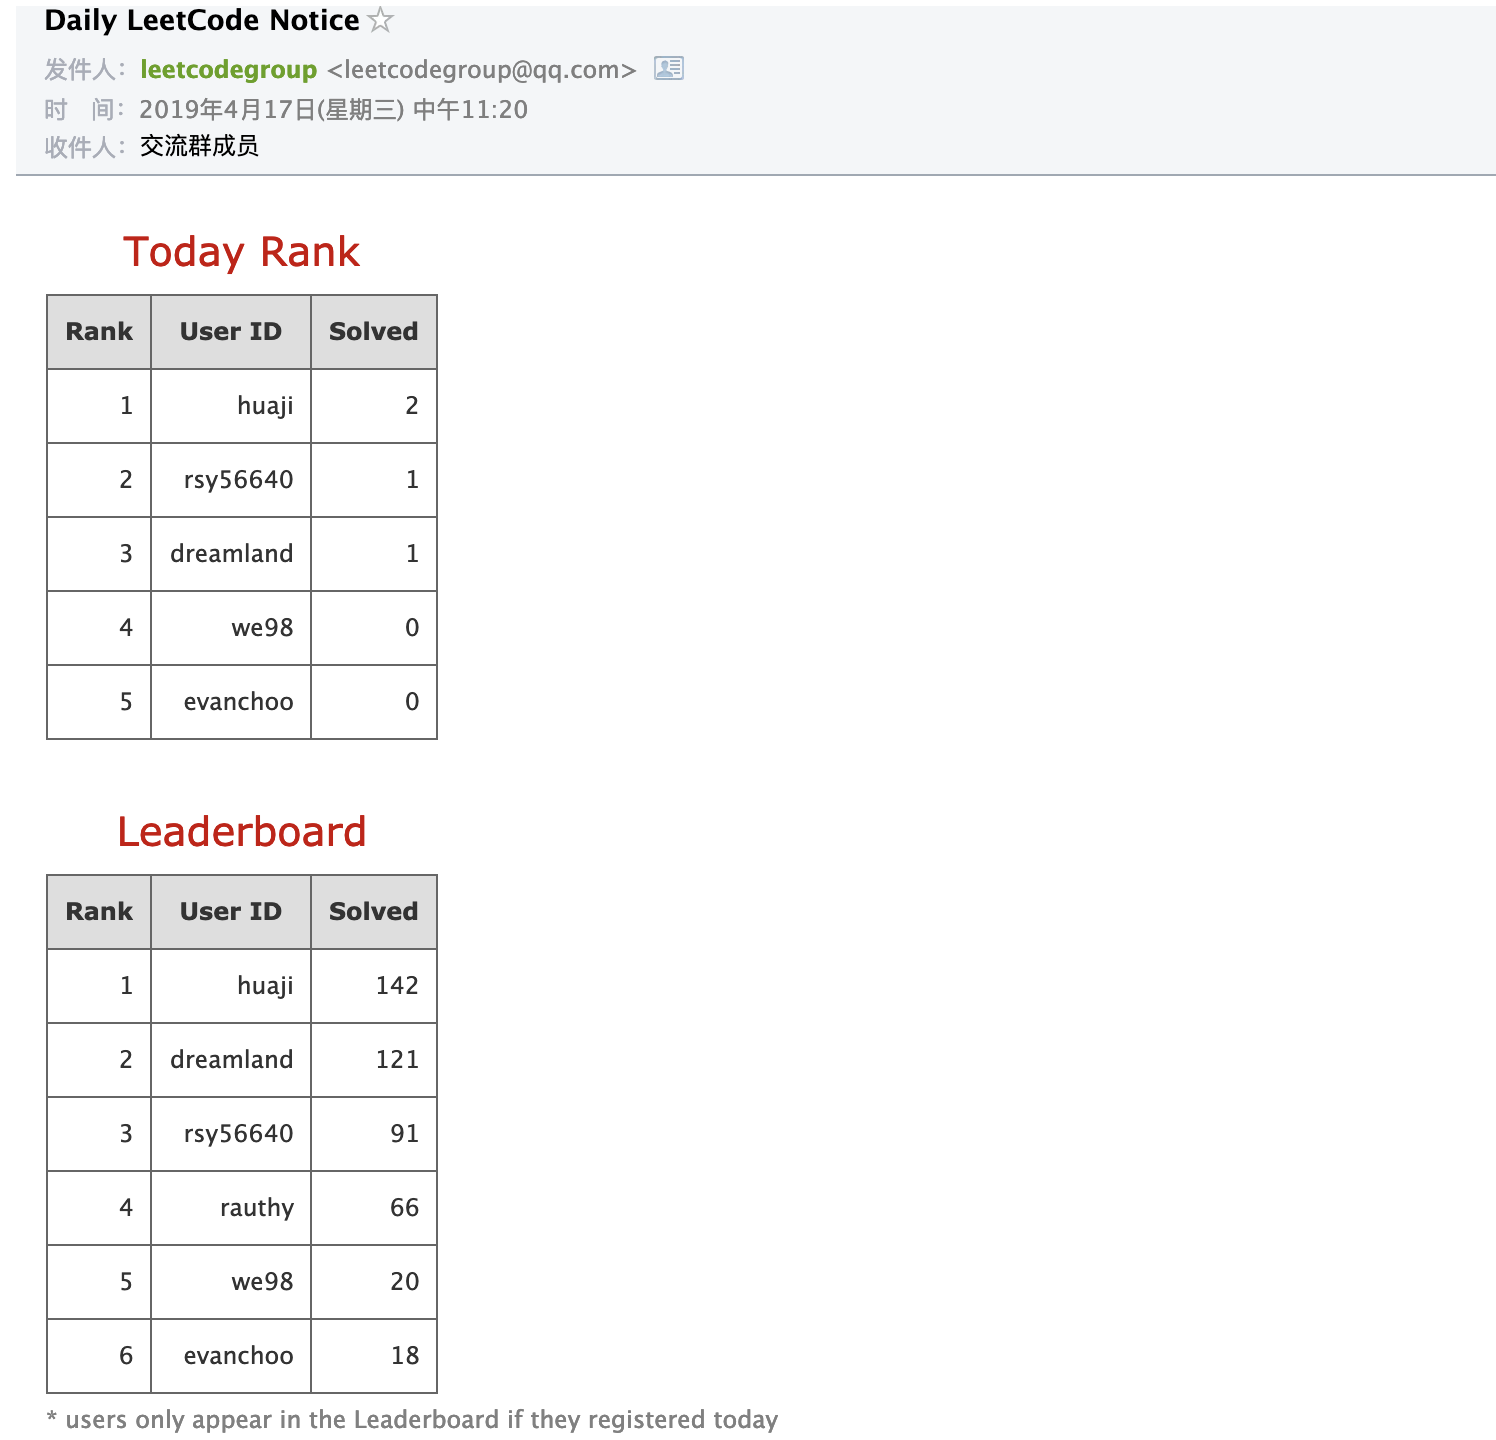 Daily LeetCode Notice
发件人: leetcodegroup <leetcodegroup@qq.com>
时 间: 2019年4月17日(星期三) 中午11:20
收件人: 交流群成员
Today Rank
Rank User ID Solved
1 huaji 2
2 rsy56640 1
3 dreamland 1
4 we98 0
5 evanchoo 0
Leaderboard
Rank User ID Solved
1 huaji 142
2 dreamland 121
3 rsy56640 91
4 rauthy 66
5 we98 20
6 evanchoo 18
* users only appear in the Leaderboard if they registered today